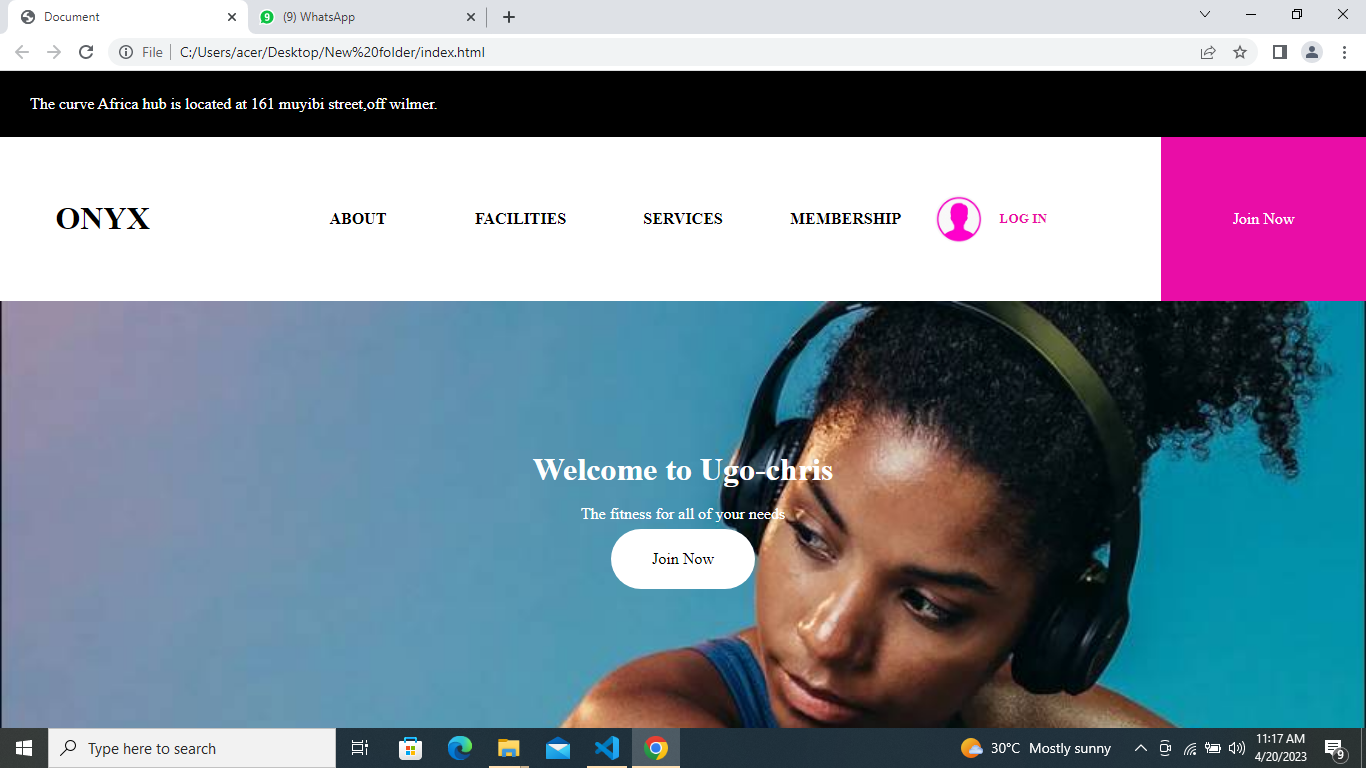 Document
(9) WhatsApp
File
C:/Users/acer/Desktop/New%20folder/index.html
The curve Africa hub is located at 161 muyibi street,off wilmer.
ONYX
ABOUT
FACILITIES
SERVICES
MEMBERSHIP
LOG IN
Join Now
Welcome to Ugo-chris
The fitness for all of your needs
Join Now
Type here to search
30°C Mostly sunny
11:17 AM
4/20/2023
9